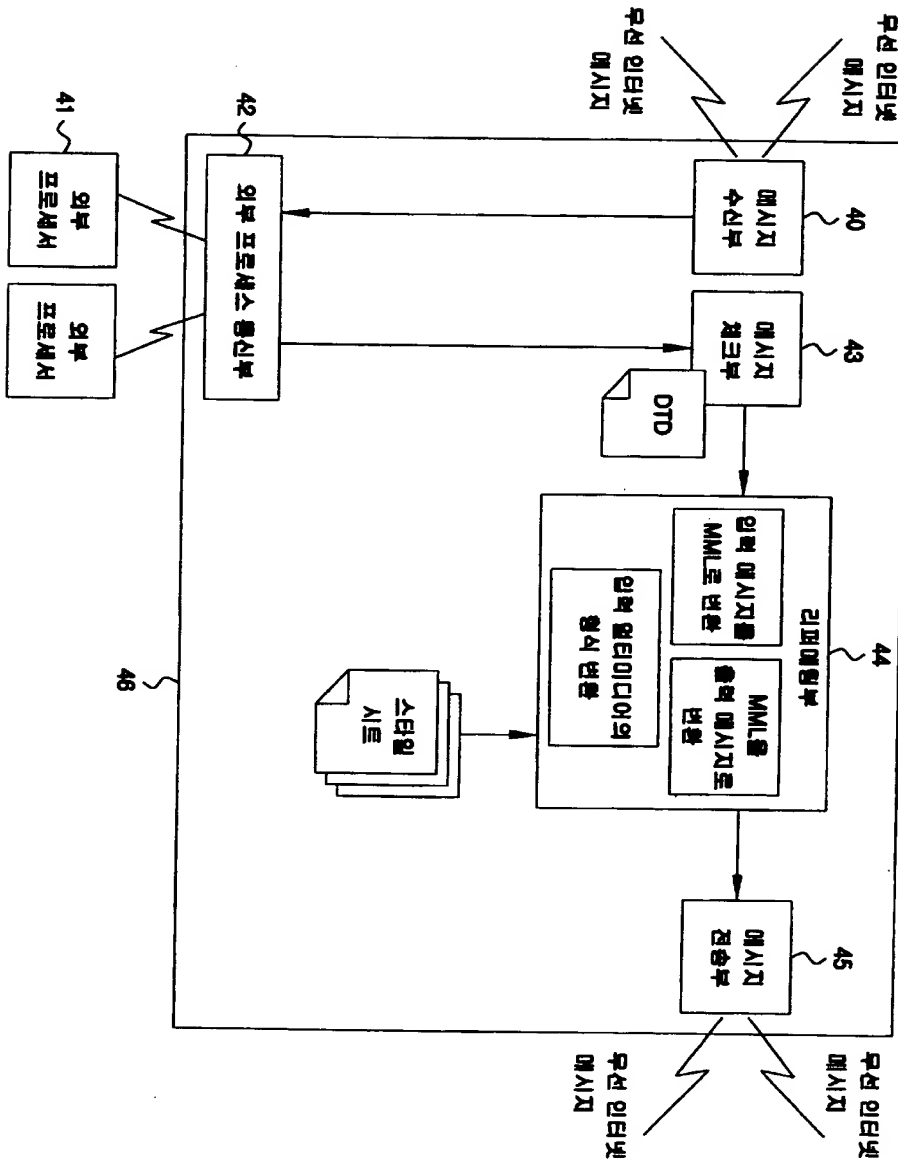 무선 인터넷
메시지
무선 인터넷
메시지
40
메시지
수신부
43
메시지
체크부
DTD
44
리퍼매팅부
입력 메시지를
MML로 변환
MML을
출력 메시지로
변환
입력 멀티미디어의
형식 변환
스타일
시트
45
메시지
전송부
무선 인터넷
메시지
무선 인터넷
메시지
42
외부 프로세스 통신부
46
41
외부
프로세서
외부
프로세서